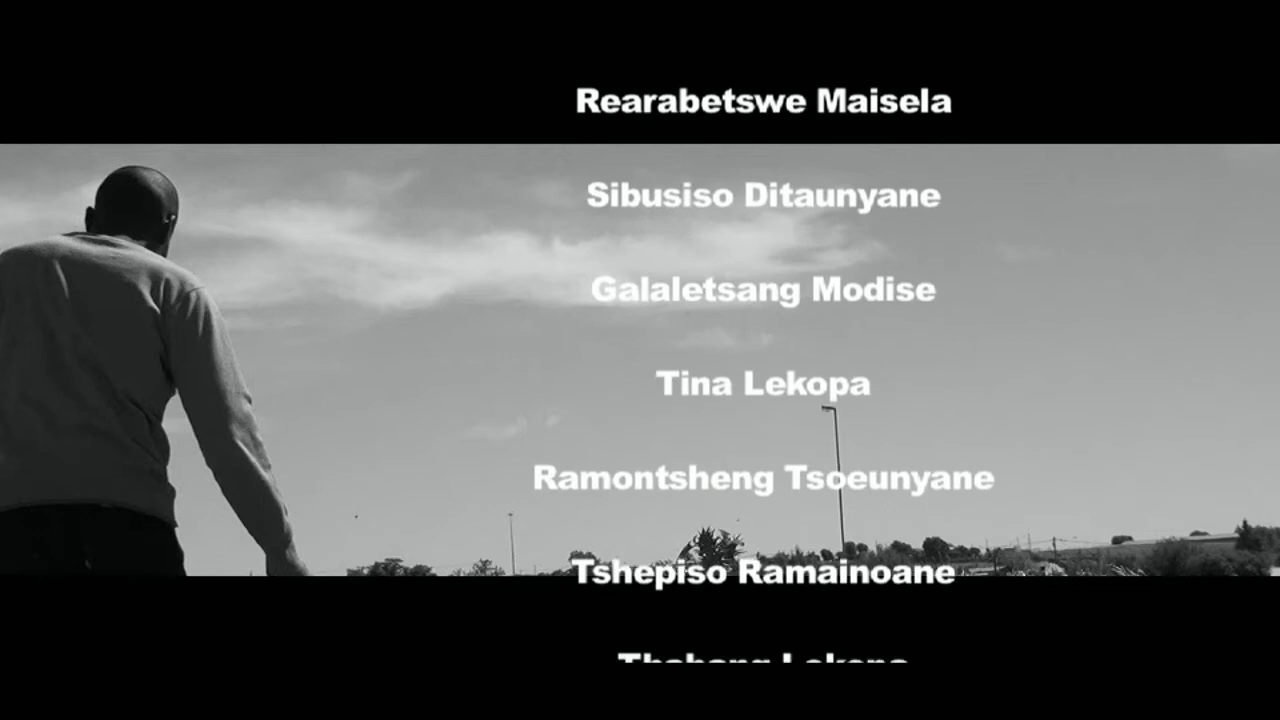 Rearabetswe Maisela
Sibusiso Ditaunyane
Galaletsang Modise
Tina Lekopa
Ramontsheng Tsoeunyane
Tshepiso Ramainoane